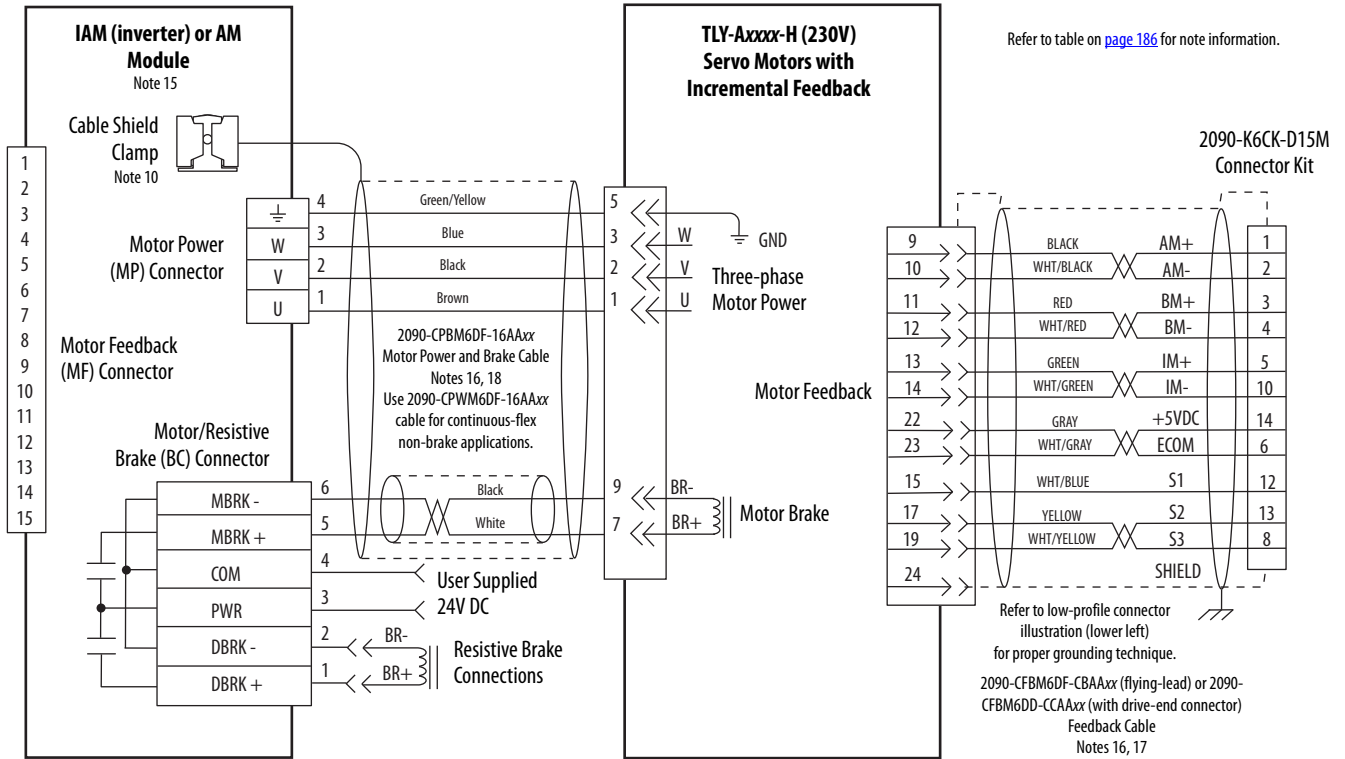 IAM (inverter) or AM
Module
Note 15
Cable Shield
Clamp
Note 10
1
2
3
4
5
6
7
8
9
10
11
12
13
14
15
Motor Feedback
(MF) Connector
Motor Power
(MP) Connector
⏚ 4 Green/Yellow 5
W 3 Blue 3 W
V 2 Black 2 V
U 1 Brown 1 U
GND
Three-phase
Motor Power
2090-CPBM6DF-16AAxx
Motor Power and Brake Cable
Notes 16, 18
Use 2090-CPWM6DF-16AAxx
cable for continuous-flex
non-brake applications.
Motor/Resistive
Brake (BC) Connector
MBRK - 6 Black 9 BR-
MBRK + 5 White 7 BR+
Motor Brake
COM 4
PWR 3
User Supplied
24V DC
DBRK - 2 BR-
DBRK + 1 BR+
Resistive Brake
Connections
TLY-Axxxx-H (230V)
Servo Motors with
Incremental Feedback
Refer to table on page 186 for note information.
2090-K6CK-D15M
Connector Kit
Motor Feedback
9 BLACK AM+ 1
10 WHT/BLACK AM- 2
11 RED BM+ 3
12 WHT/RED BM- 4
13 GREEN IM+ 5
14 WHT/GREEN IM- 10
22 GRAY +5VDC 14
23 WHT/GRAY ECOM 6
15 WHT/BLUE S1 12
17 YELLOW S2 13
19 WHT/YELLOW S3 8
24 SHIELD
Refer to low-profile connector
illustration (lower left)
for proper grounding technique.
2090-CFBM6DF-CBAAxx (flying-lead) or 2090-
CFBM6DD-CCAAxx (with drive-end connector)
Feedback Cable
Notes 16, 17